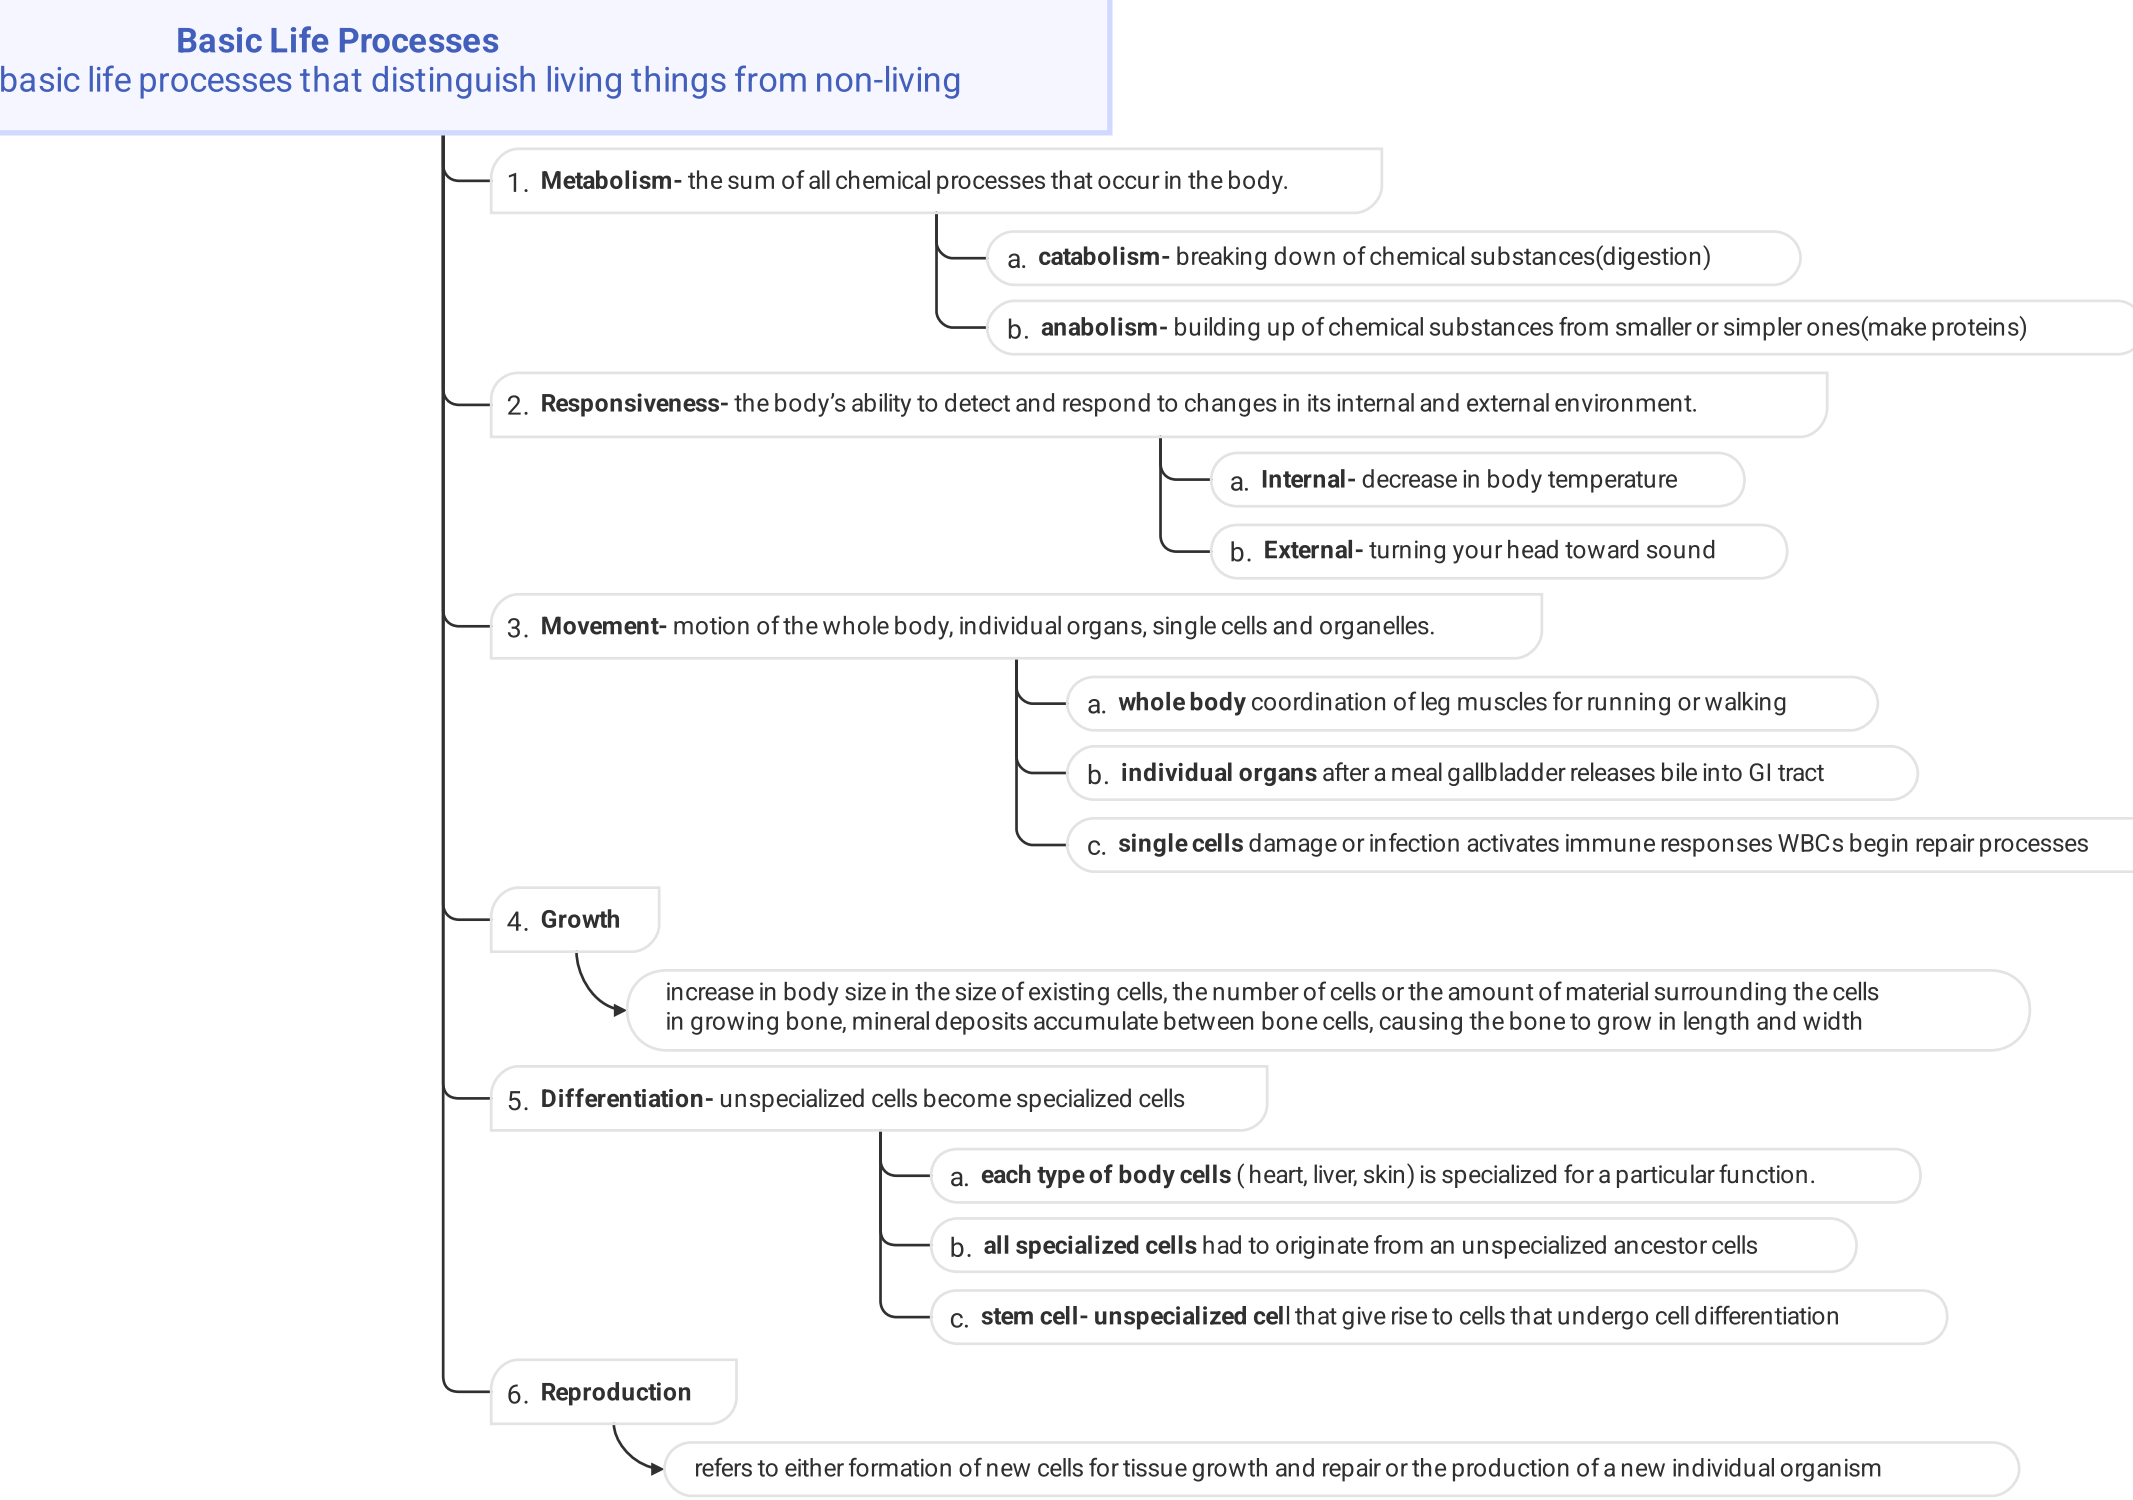 Basic Life Processes
basic life processes that distinguish living things from non-living
1. Metabolism- the sum of all chemical processes that occur in the body.
a. catabolism- breaking down of chemical substances(digestion)
b. anabolism- building up of chemical substances from smaller or simpler ones(make proteins)
2. Responsiveness- the body’s ability to detect and respond to changes in its internal and external environment.
a. Internal- decrease in body temperature
b. External- turning your head toward sound
3. Movement- motion of the whole body, individual organs, single cells and organelles.
a. whole body coordination of leg muscles for running or walking
b. individual organs after a meal gallbladder releases bile into GI tract
c. single cells damage or infection activates immune responses WBCs begin repair processes
4. Growth
increase in body size in the size of existing cells, the number of cells or the amount of material surrounding the cells
in growing bone, mineral deposits accumulate between bone cells, causing the bone to grow in length and width
5. Differentiation- unspecialized cells become specialized cells
a. each type of body cells ( heart, liver, skin) is specialized for a particular function.
b. all specialized cells had to originate from an unspecialized ancestor cells
c. stem cell- unspecialized cell that give rise to cells that undergo cell differentiation
6. Reproduction
refers to either formation of new cells for tissue growth and repair or the production of a new individual organism